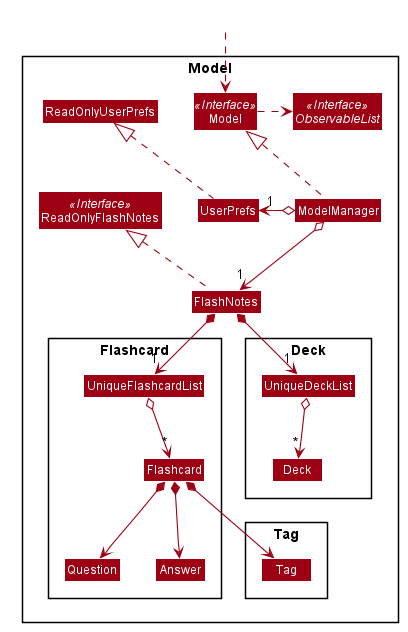 Model
ReadOnlyUserPrefs
«Interface»
Model
«Interface»
ObservableList
«Interface»
ReadOnlyFlashNotes
UserPrefs
1
ModelManager
1
FlashNotes
Flashcard
Deck
1
1
UniqueFlashcardList
UniqueDeckList
*
*
Flashcard
Deck
Tag
Question
Answer
Tag